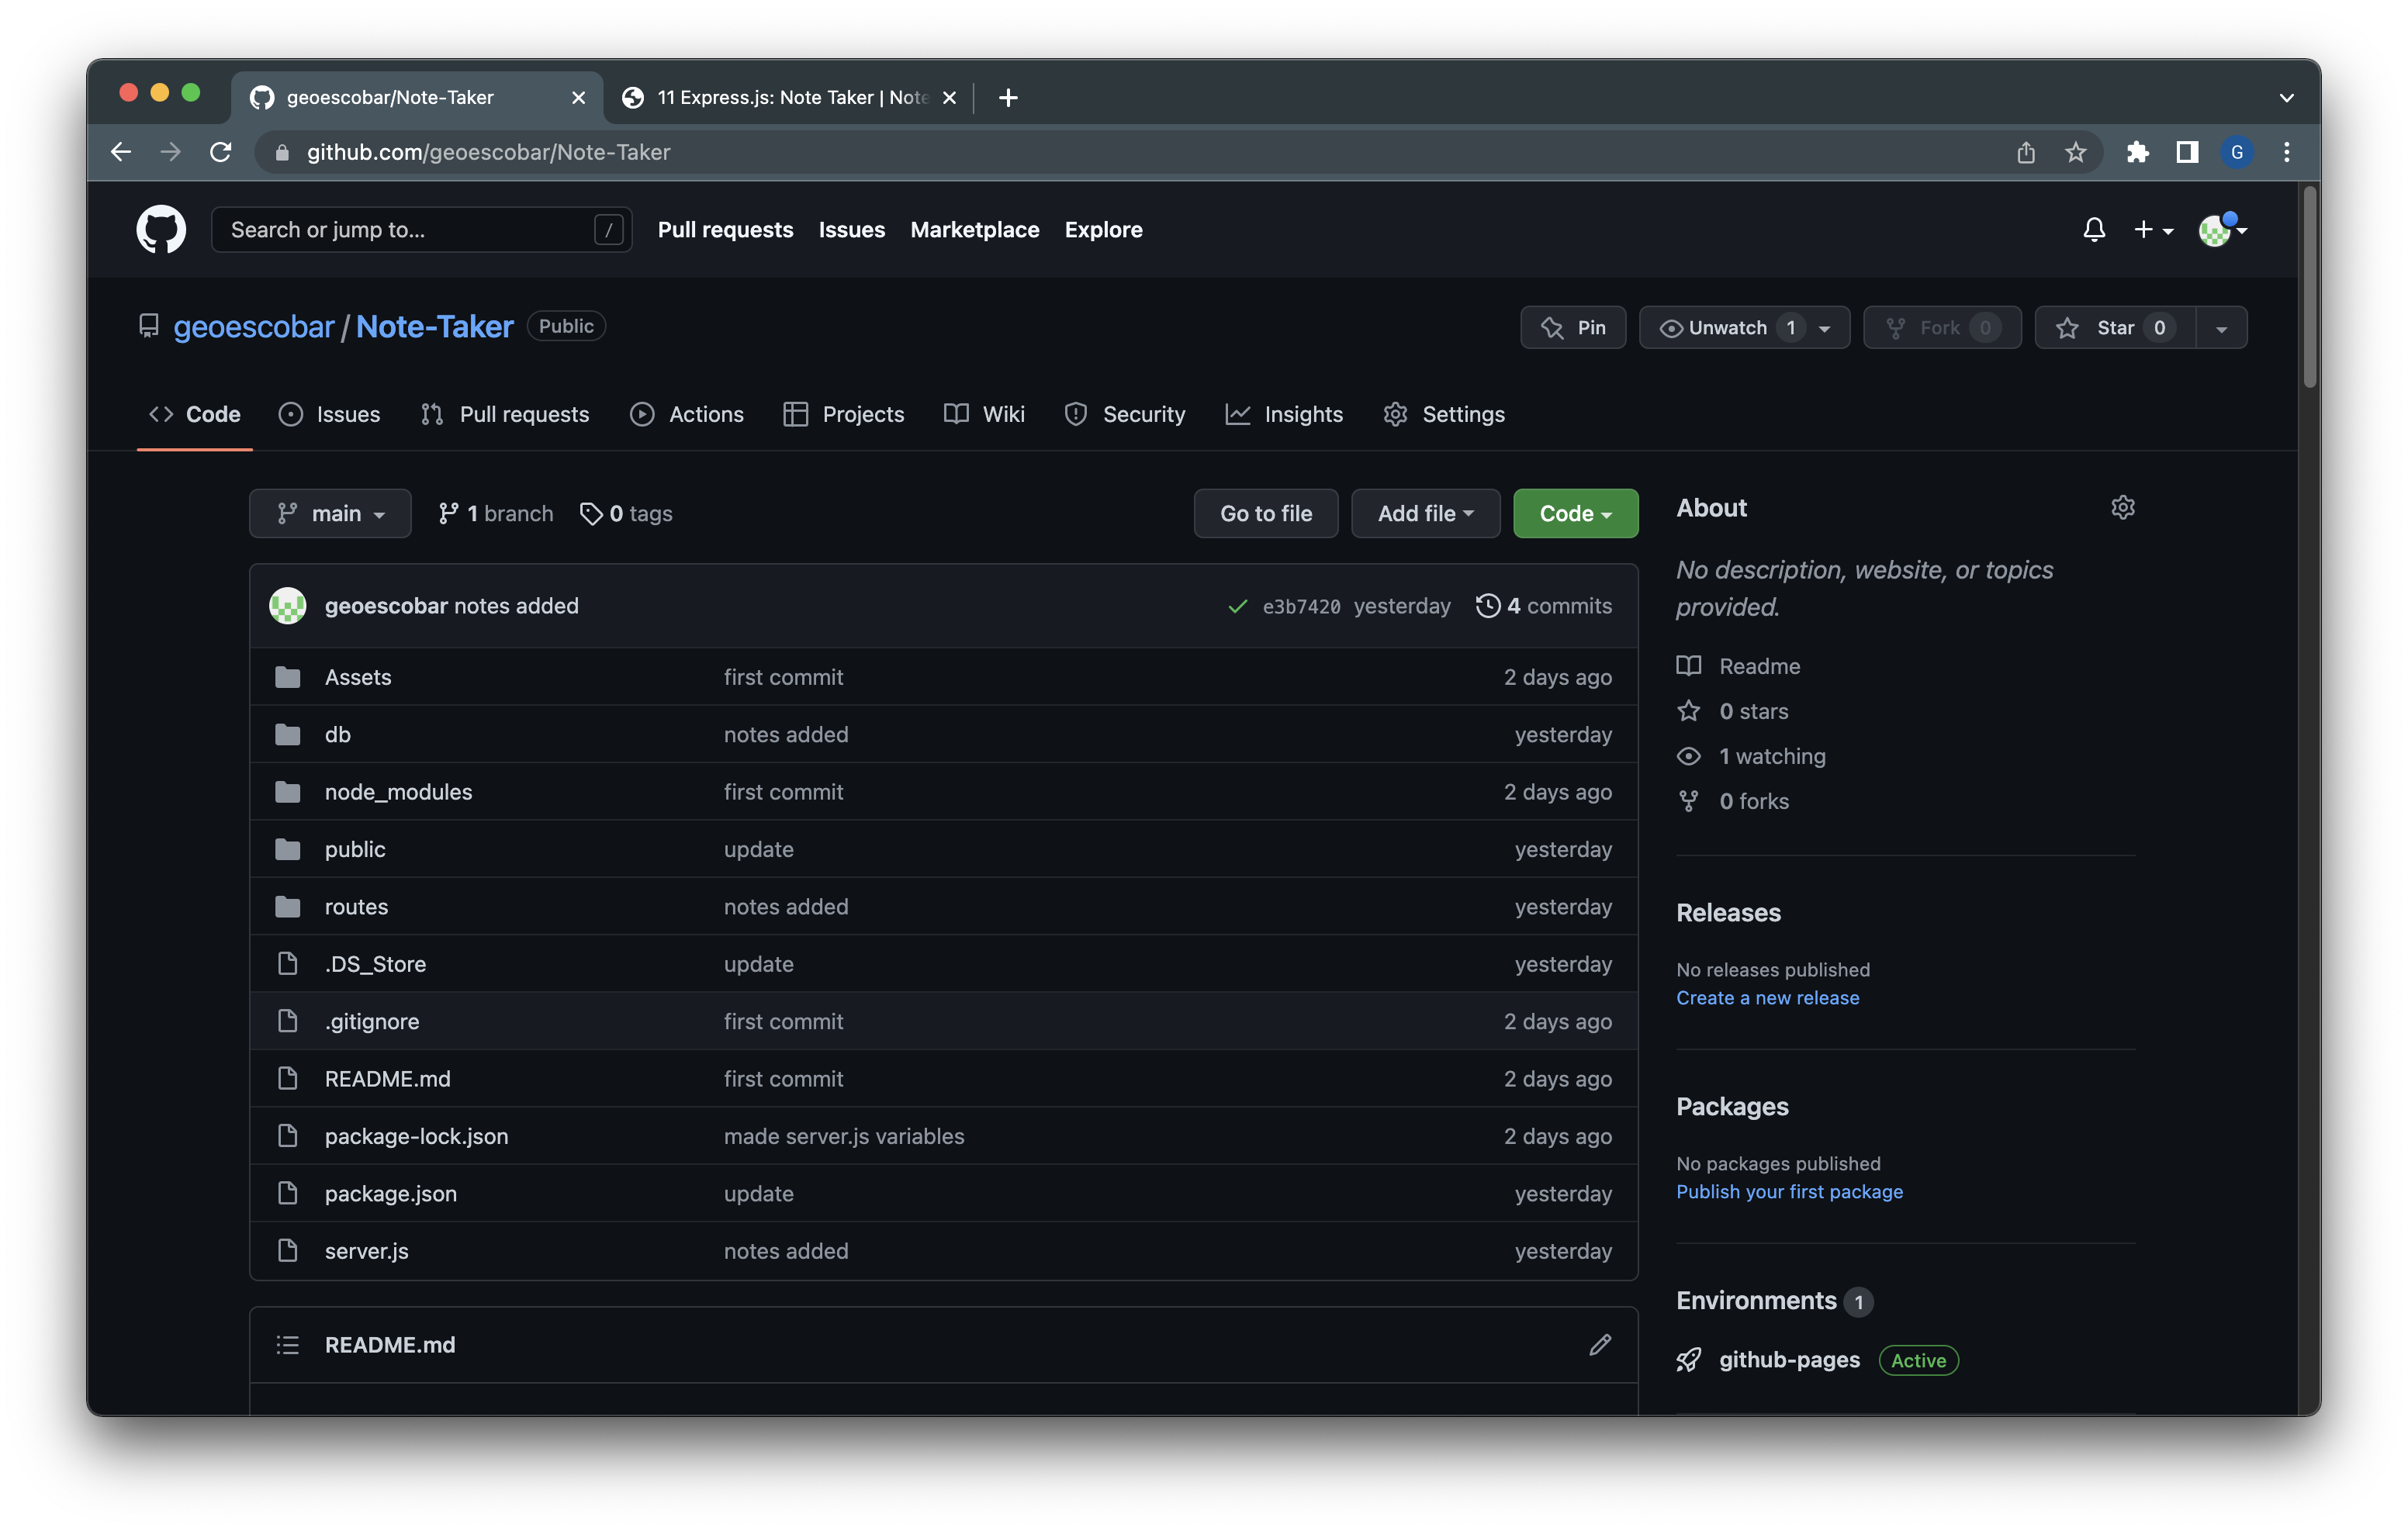 geoescobar/Note-Taker
11 Express.js: Note Taker | Note
github.com/geoescobar/Note-Taker
G
Search or jump to... /
Pull requests Issues Marketplace Explore
geoescobar / Note-Taker Public
Pin Unwatch 1 Fork 0 Star 0
Code Issues Pull requests Actions Projects Wiki Security Insights Settings
main 1 branch 0 tags Go to file Add file Code
geoescobar notes added e3b7420 yesterday 4 commits
Assets first commit 2 days ago
db notes added yesterday
node_modules first commit 2 days ago
public update yesterday
routes notes added yesterday
.DS_Store update yesterday
.gitignore first commit 2 days ago
README.md first commit 2 days ago
package-lock.json made server.js variables 2 days ago
package.json update yesterday
server.js notes added yesterday
README.md
About
No description, website, or topics
provided.
Readme
0 stars
1 watching
0 forks
Releases
No releases published
Create a new release
Packages
No packages published
Publish your first package
Environments 1
github-pages Active